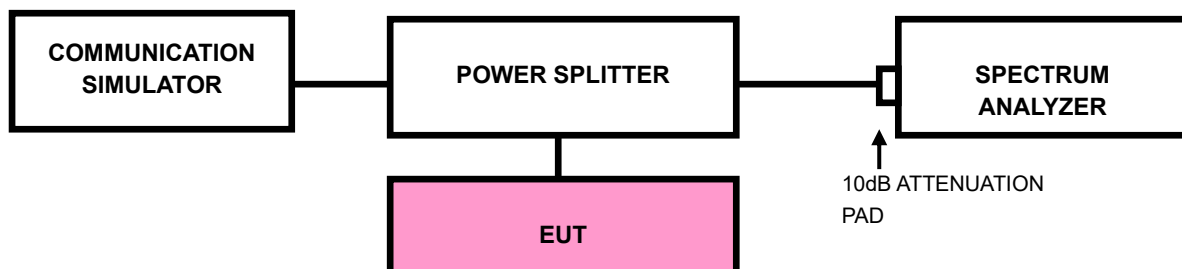 COMMUNICATION
SIMULATOR
POWER SPLITTER
SPECTRUM
ANALYZER
10dB ATTENUATION
PAD
EUT